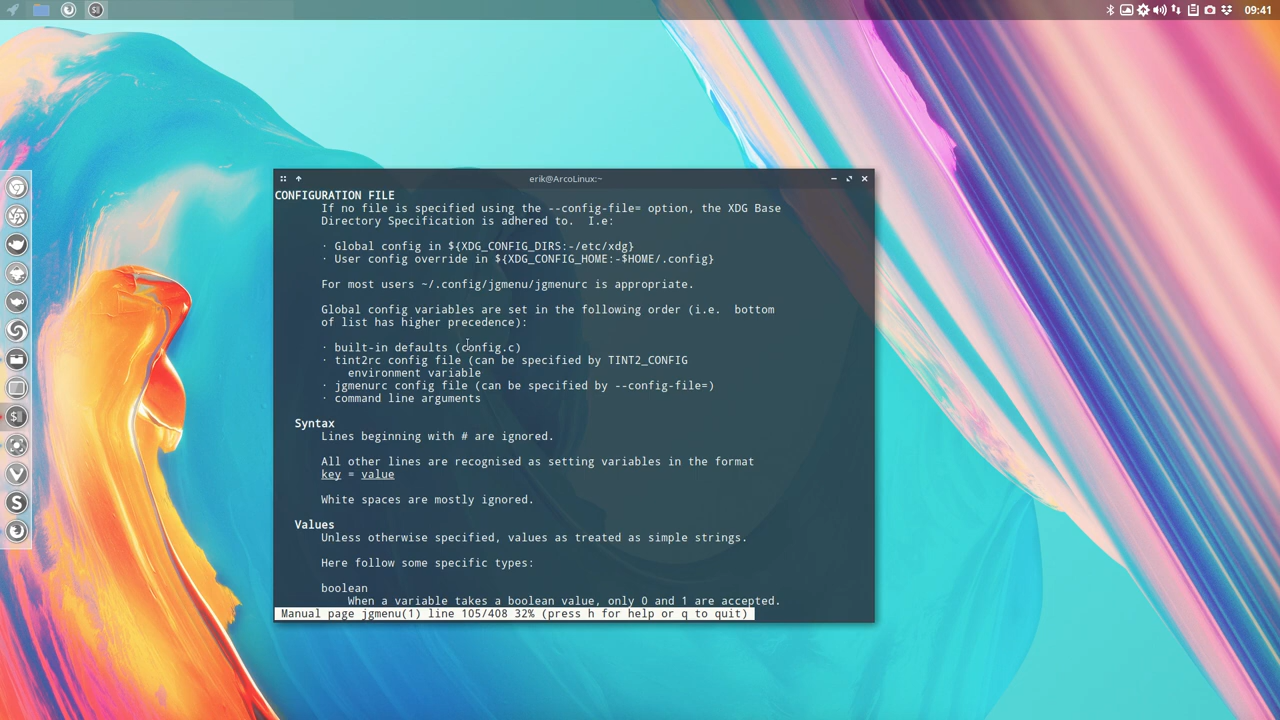 09:41
erik@ArcoLinux:~
CONFIGURATION FILE
If no file is specified using the --config-file= option, the XDG Base
Directory Specification is adhered to.  I.e:
· Global config in ${XDG_CONFIG_DIRS:-/etc/xdg}
· User config override in ${XDG_CONFIG_HOME:-$HOME/.config}
For most users ~/.config/jgmenu/jgmenurc is appropriate.
Global config variables are set in the following order (i.e.  bottom
of list has higher precedence):
· built-in defaults (config.c)
· tint2rc config file (can be specified by TINT2_CONFIG
environment variable
· jgmenurc config file (can be specified by --config-file=)
· command line arguments
Syntax
Lines beginning with # are ignored.
All other lines are recognised as setting variables in the format
key = value
White spaces are mostly ignored.
Values
Unless otherwise specified, values as treated as simple strings.
Here follow some specific types:
boolean
When a variable takes a boolean value, only 0 and 1 are accepted.
Manual page jgmenu(1) line 105/408 32% (press h for help or q to quit)